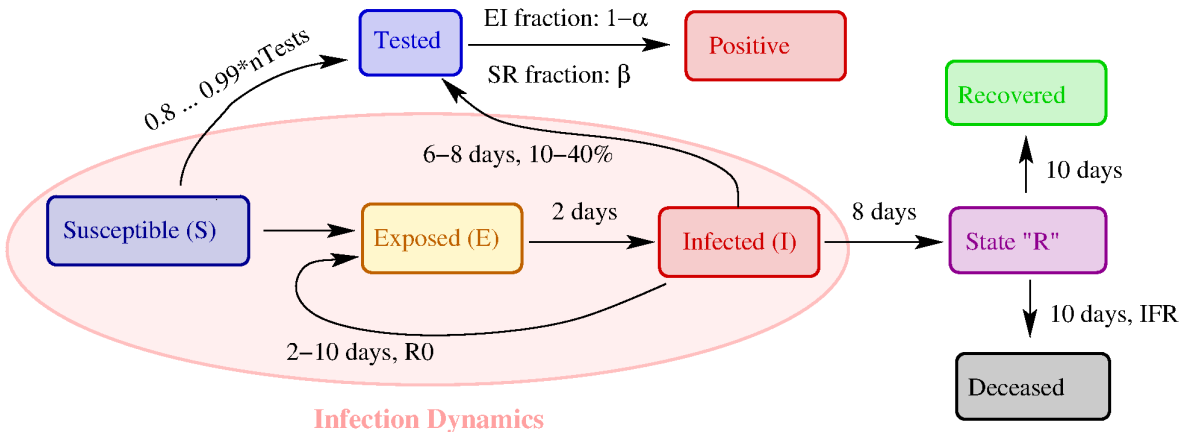 EI fraction: 1−α
Tested
Positive
SR fraction: β
0.8 ... 0.99*nTests
Recovered
6−8 days, 10−40%
10 days
Susceptible (S)
Exposed (E)
2 days
Infected (I)
8 days
State "R"
10 days, IFR
2−10 days, R0
Deceased
Infection Dynamics